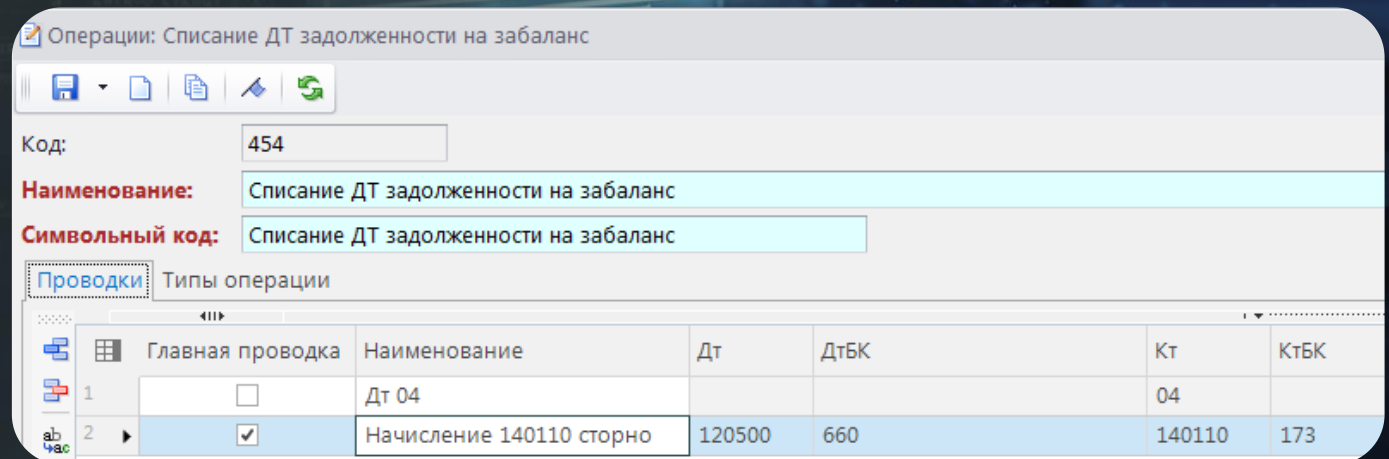 Операции: Списание ДТ задолженности на забаланс
Код: 454
Наименование: Списание ДТ задолженности на забаланс
Символьный код: Списание ДТ задолженности на забаланс
Проводки Типы операции
Главная проводка Наименование Дт ДтБК Кт КтБК
1 Дт 04 04
ab ac 2 Начисление 140110 сторно 120500 660 140110 173